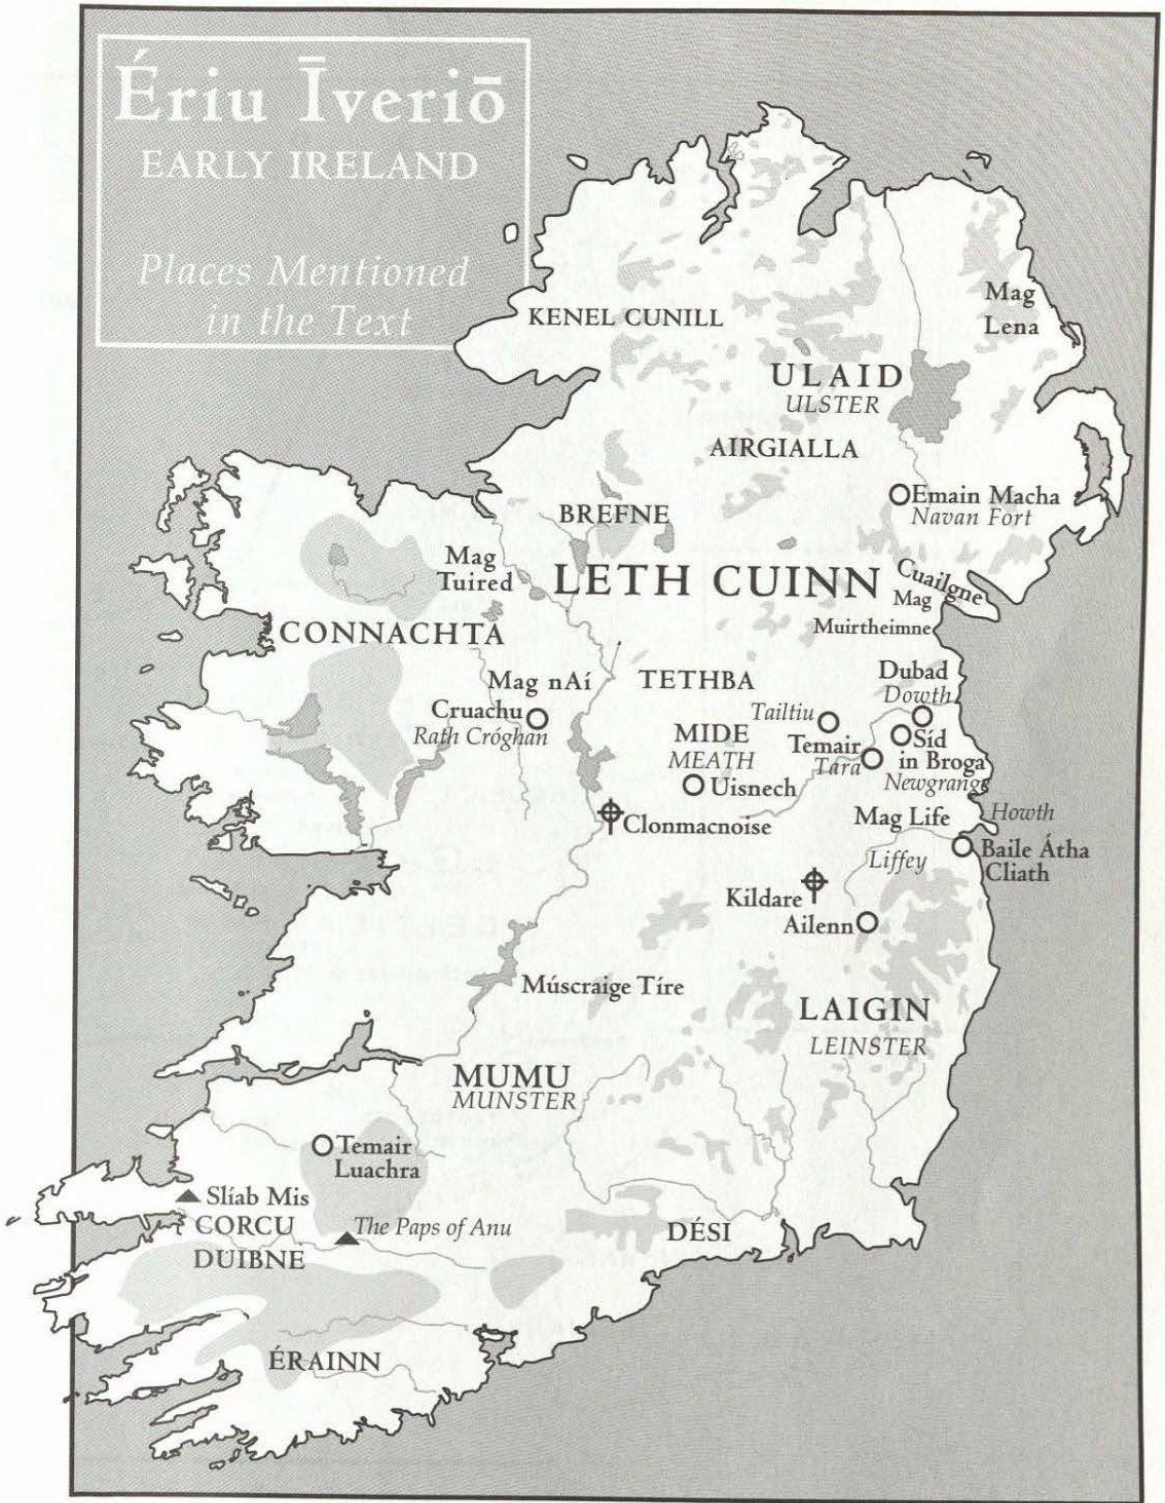 Ériu Īveriō
EARLY IRELAND
Places Mentioned
in the Text
Mag
Lena
KENEL CUNILL
ULAID
ULSTER
AIRGIALLA
Emain Macha
Navan Fort
BREFNE
Mag
Tuired
LETH CUINN
Cuailgne
Mag
Muirtheimne
CONNACHTA
Mag nAí
TETHBA
Dubad
Dowth
Cruachu
Rath Cróghan
Tailtiu
MIDE
MEATH
Temair
Tara
Síd
in Broga
Newgrange
Uisnech
Clonmacnoise
Mag Life
Howth
Liffey
Baile Átha
Cliath
Kildare
Ailenn
Múscraige Tíre
LAIGIN
LEINSTER
MUMU
MUNSTER
Temair
Luachra
Slíab Mis
CORCU
DUIBNE
The Paps of Anu
DÉSI
ÉRAINN